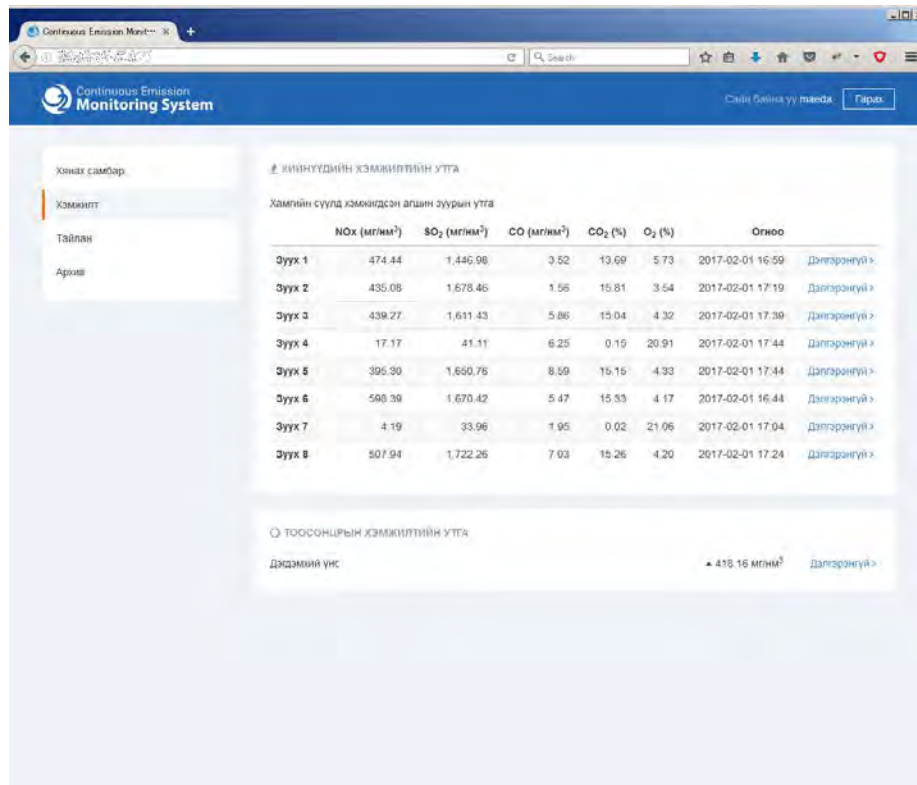 Continuous Emission Monit···
Search
Continuous Emission
Monitoring System
Сайн байна уу maeda
Гарах
Хянах самбар
Хэмжилт
Тайлан
Архив
ХИЙНҮҮДИЙН ХЭМЖИЛТИЙН УТГА
Хамгийн сүүлд хэмжигдсэн агшин зуурын утга
NOx (мг/нм³) SO₂ (мг/нм³) CO (мг/нм³) CO₂ (%) O₂ (%) Огноо
Зуух 1 474.44 1,446.98 3.52 13.69 5.73 2017-02-01 16:59 Дэлгэрэнгүй >
Зуух 2 435.08 1,678.46 1.56 15.81 3.54 2017-02-01 17:19 Дэлгэрэнгүй >
Зуух 3 439.27 1,611.43 5.86 15.04 4.32 2017-02-01 17:39 Дэлгэрэнгүй >
Зуух 4 17.17 41.11 6.25 0.15 20.91 2017-02-01 17:44 Дэлгэрэнгүй >
Зуух 5 395.30 1,650.76 8.59 15.15 4.33 2017-02-01 17:44 Дэлгэрэнгүй >
Зуух 6 598.39 1,670.42 5.47 15.33 4.17 2017-02-01 16:44 Дэлгэрэнгүй >
Зуух 7 4.19 33.96 1.95 0.02 21.06 2017-02-01 17:04 Дэлгэрэнгүй >
Зуух 8 507.94 1,722.26 7.03 15.26 4.20 2017-02-01 17:24 Дэлгэрэнгүй >
ТООСОНЦРЫН ХЭМЖИЛТИЙН УТГА
Дэгдэмхий үнс 418.16 мг/нм³ Дэлгэрэнгүй >